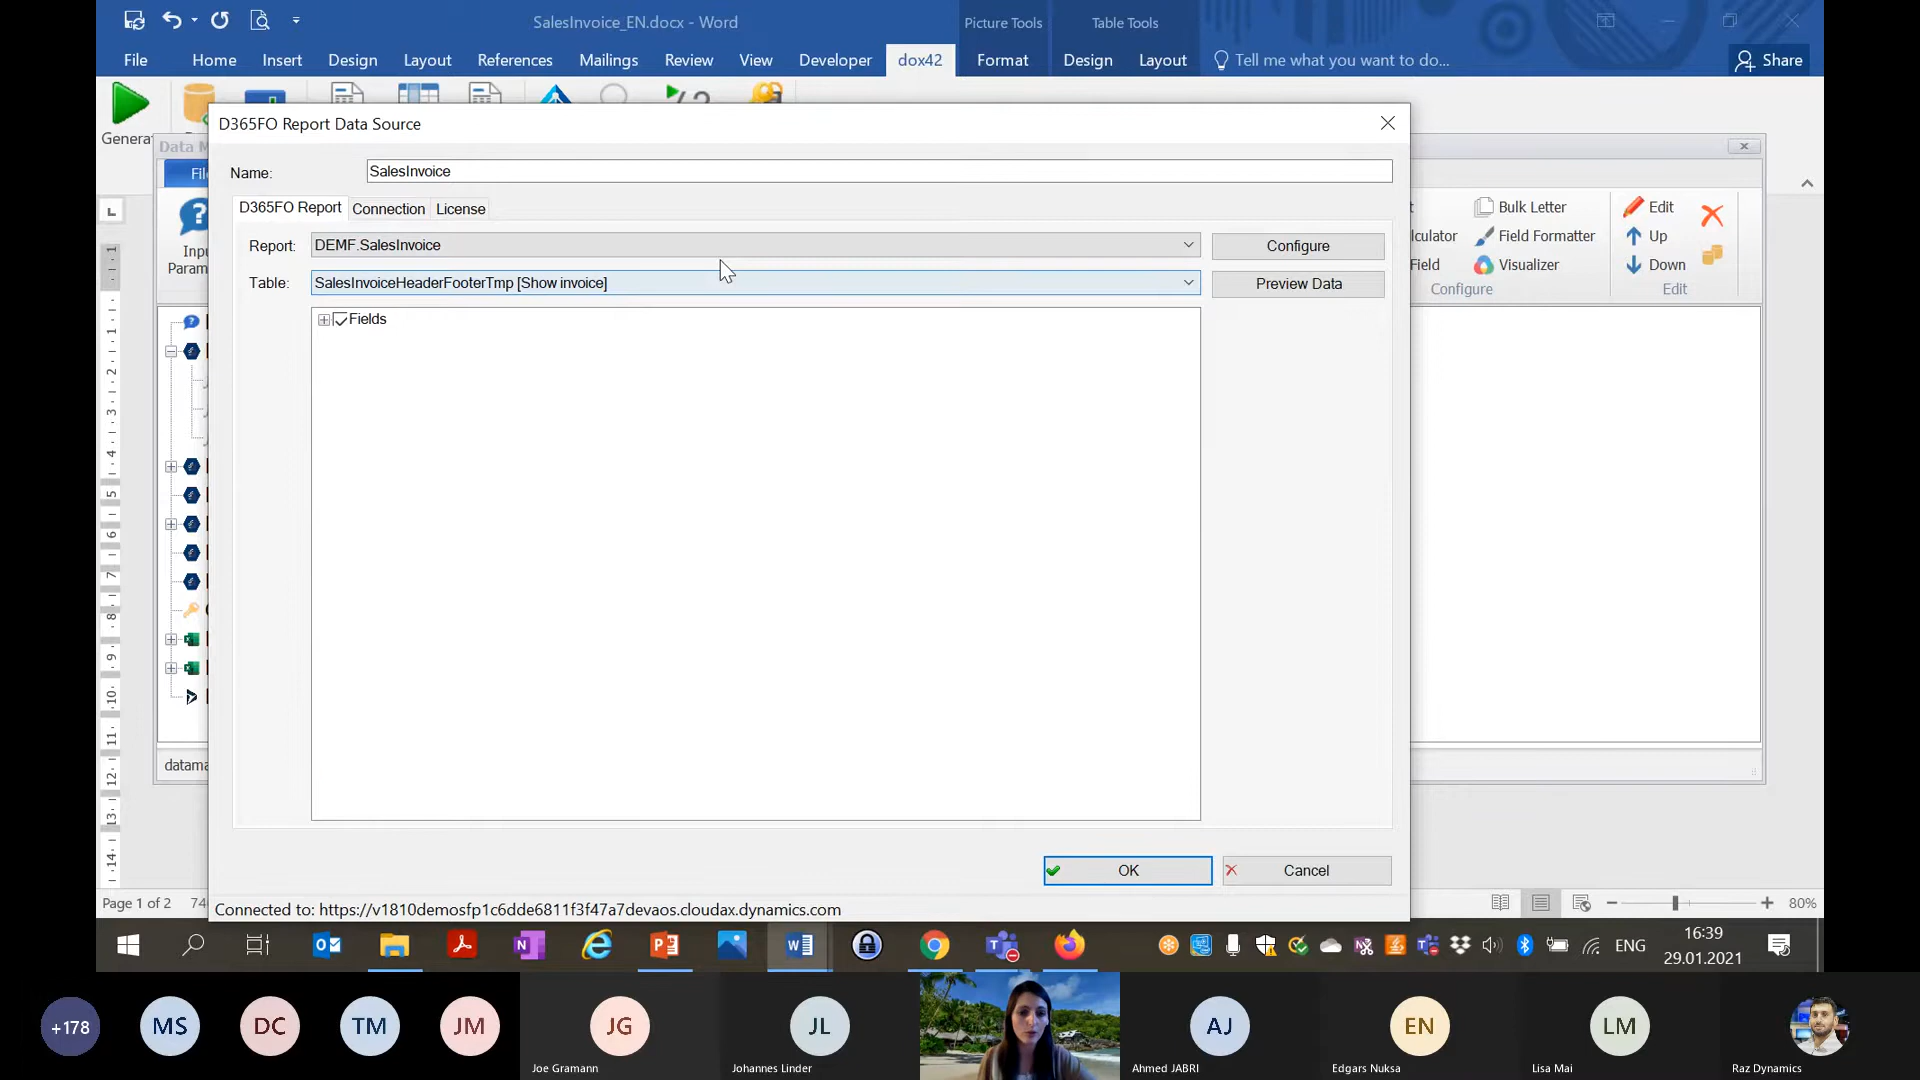 SalesInvoice_EN.docx - Word
Picture Tools
Table Tools
File
Home
Insert
Design
Layout
References
Mailings
Review
View
Developer
dox42
Format
Design
Layout
Tell me what you want to do...
Share
D365FO Report Data Source
Name:
SalesInvoice
D365FO Report
Connection
License
Report:
DEMF.SalesInvoice
Configure
Table:
SalesInvoiceHeaderFooterTmp [Show invoice]
Preview Data
Fields
Bulk Letter
Edit
Field Formatter
Up
Visualizer
Down
Configure
Edit
OK
Cancel
Page 1 of 2
Connected to: https://v1810demosfp1c6dde6811f3f47a7devaos.cloudax.dynamics.com
80%
ENG
16:39
29.01.2021
+178
MS
DC
TM
JM
JG
Joe Gramann
JL
Johannes Linder
AJ
Ahmed JABRI
EN
Edgars Nuksa
LM
Lisa Mai
Raz Dynamics